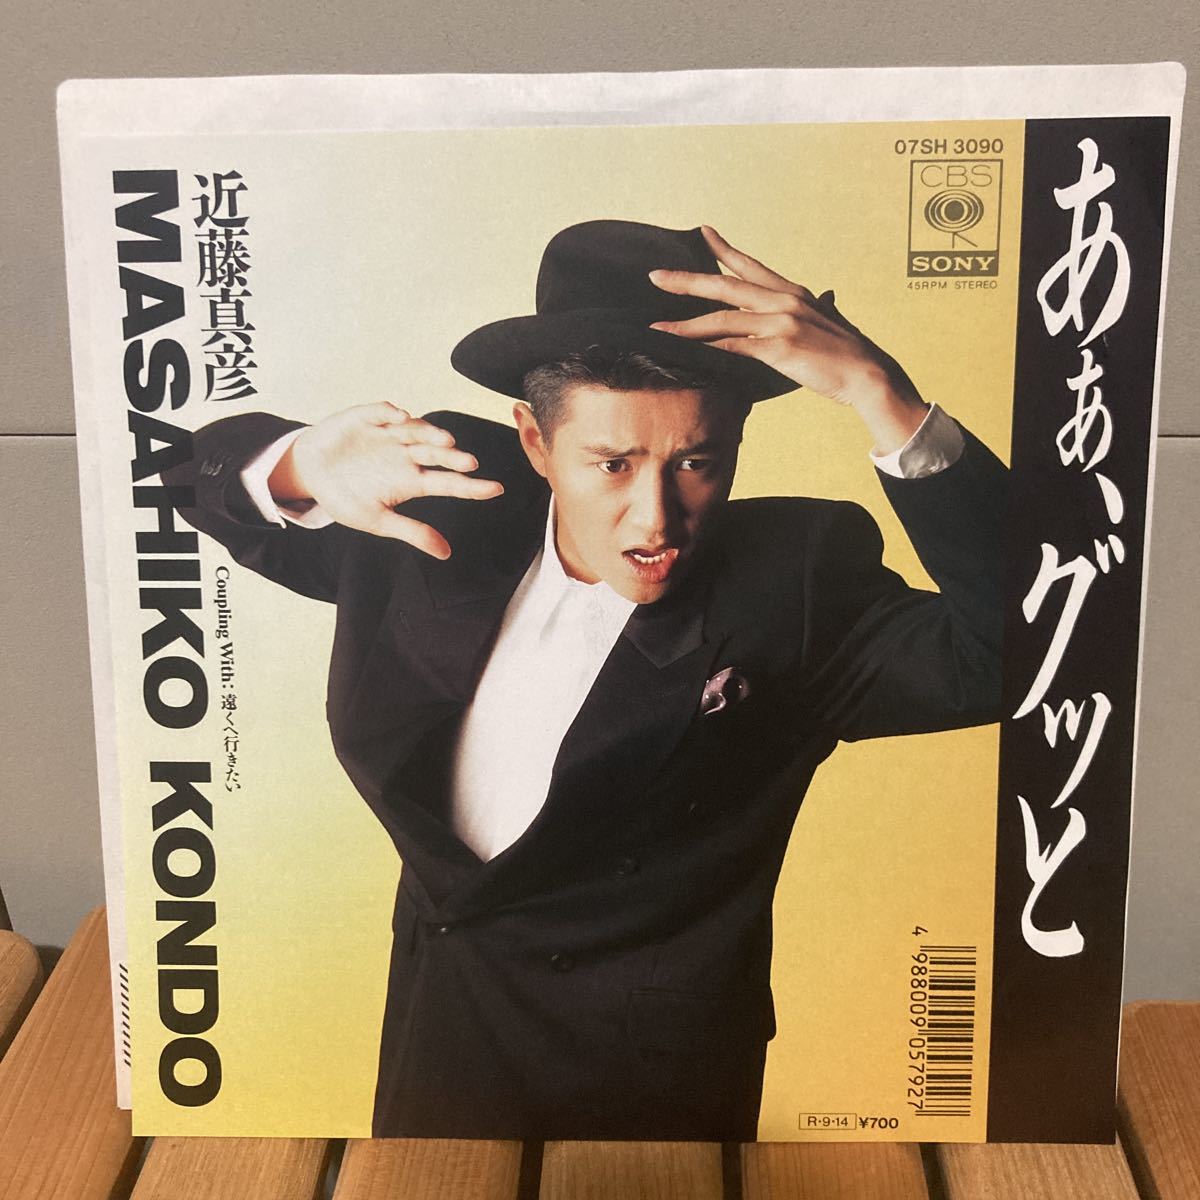 近藤真彦
MASAHIKO KONDO
Coupling With: 遠くへ行きたい
07SH 3090
CBS
SONY
45RPM STEREO
ああ、グッと
4 988009 057927
R·9·14 ¥700